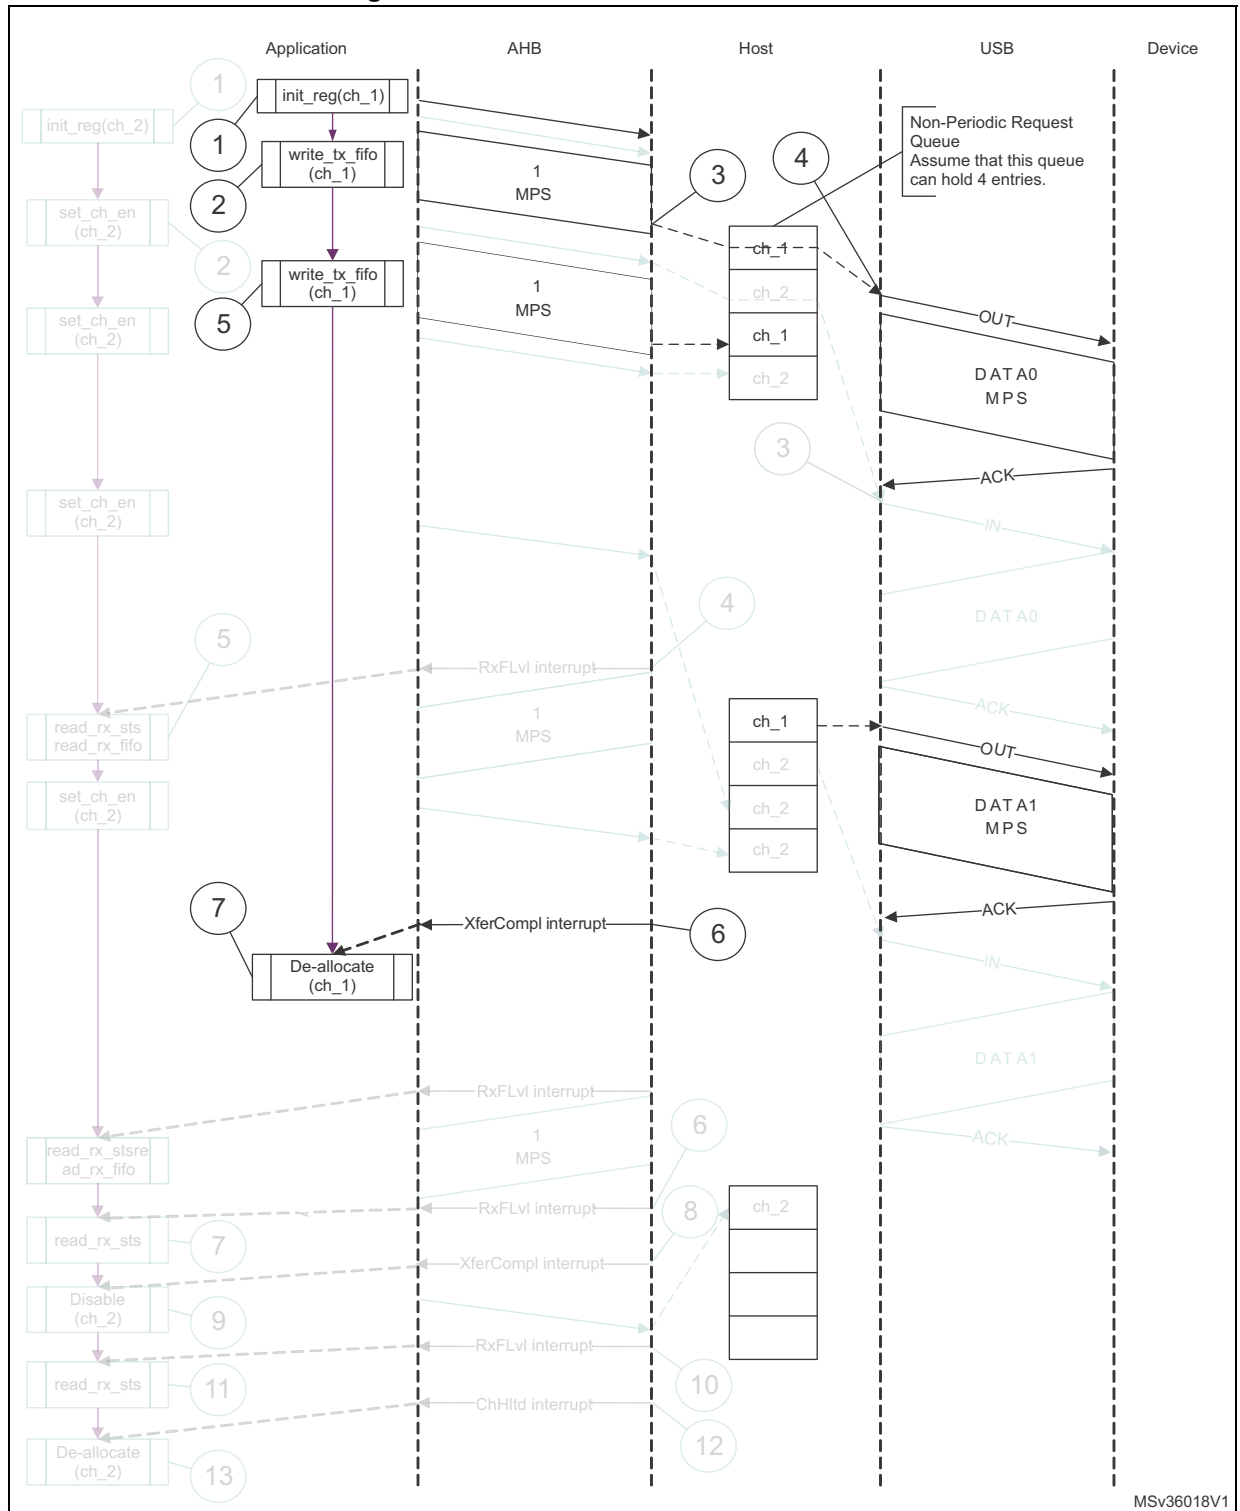 Application AHB Host USB Device
1
init_reg(ch_1)
init_reg(ch_2)
1
Non-Periodic Request
Queue
Assume that this queue
can hold 4 entries.
write_tx_fifo
(ch_1)
2
1
MPS
3
4
set_ch_en
(ch_2)
2
ch_1
write_tx_fifo
(ch_1)
5
1
MPS
ch_2
OUT
set_ch_en
(ch_2)
ch_1
ch_2
DATA0
MPS
3
ACK
set_ch_en
(ch_2)
IN
4
DATA0
5
RxFLvl interrupt
ACK
read_rx_sts
read_rx_fifo
1
MPS
ch_1
OUT
ch_2
set_ch_en
(ch_2)
ch_2
DATA1
MPS
ch_2
7
XferCompl interrupt
6
ACK
De-allocate
(ch_1)
IN
DATA1
RxFLvl interrupt
6
read_rx_stsre
ad_rx_fifo
1
MPS
ACK
RxFLvl interrupt
8
ch_2
read_rx_sts
7
XferCompl interrupt
Disable
(ch_2)
9
RxFLvl interrupt
read_rx_sts
11
10
ChHltd interrupt
De-allocate
(ch_2)
12
13
MSv36018V1